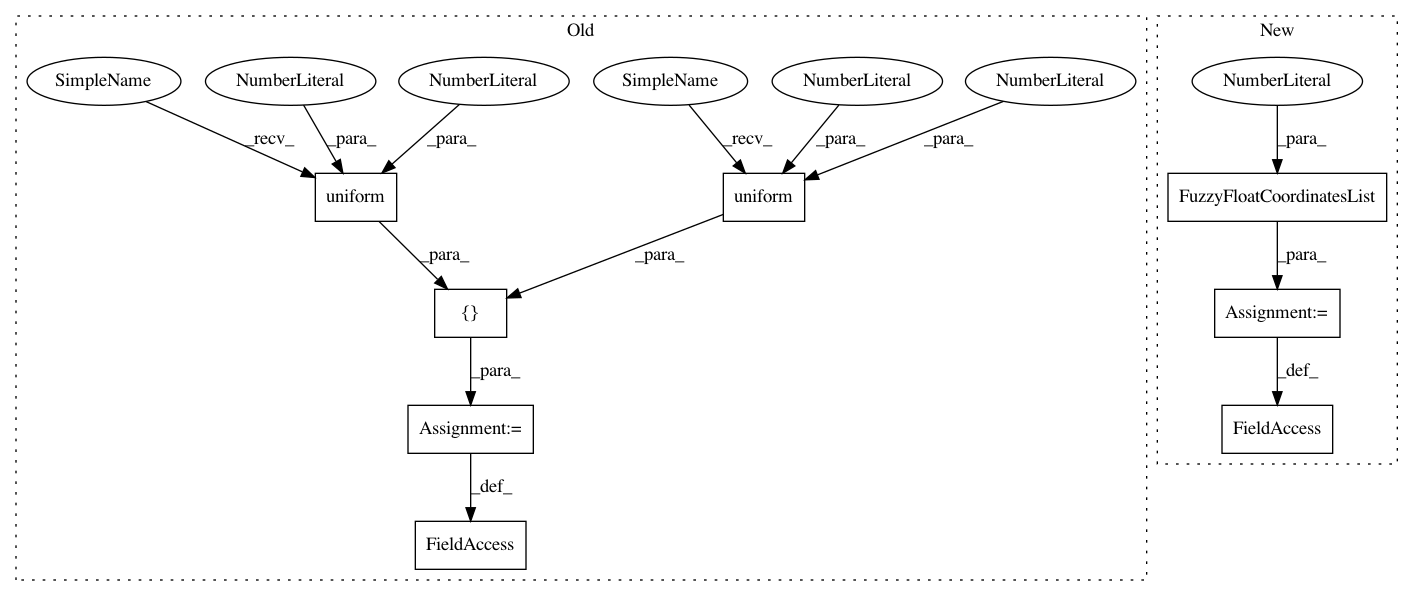 Old
New
SimpleName
NumberLiteral
NumberLiteral
SimpleName
NumberLiteral
NumberLiteral
NumberLiteral
_recv_
_para_
_para_
_recv_
_para_
_para_
_para_
uniform
uniform
FuzzyFloatCoordinatesList
_para_
_para_
_para_
{}
Assignment:=
_para_
_def_
Assignment:=
FieldAccess
_def_
FieldAccess